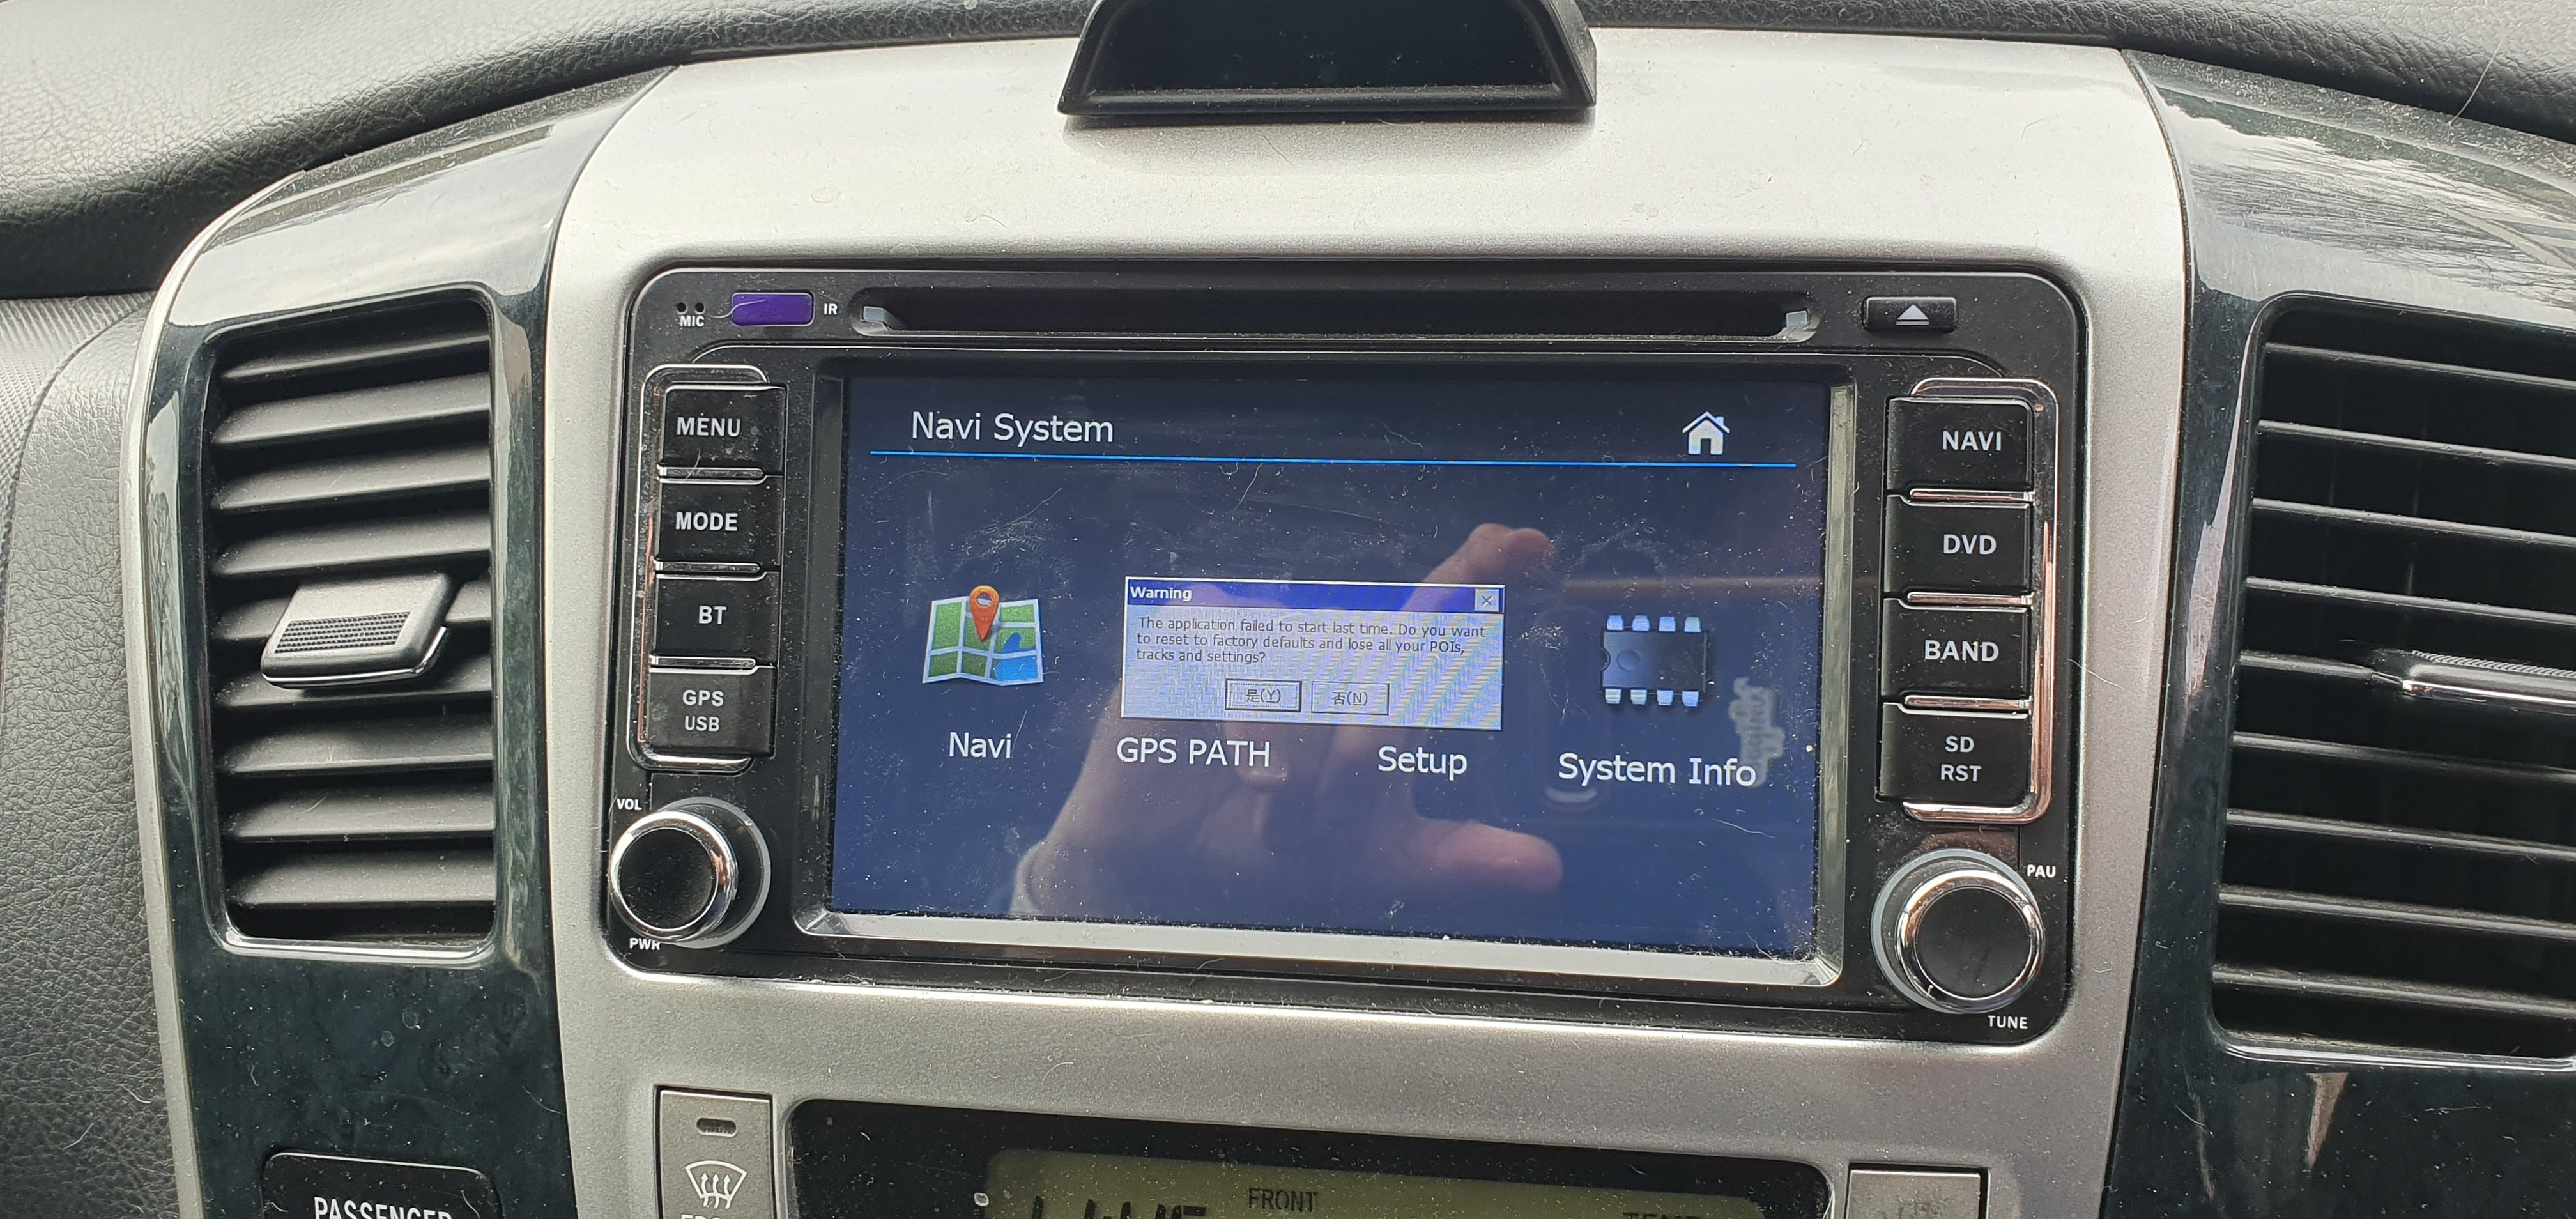 MIC
IR
MENU
MODE
BT
GPS
USB
VOL
PWR
Navi System
Warning
The application failed to start last time. Do you want
to reset to factory defaults and lose all your POIs,
tracks and settings?
是(Y)
否(N)
Navi
GPS PATH
Setup
System Info
NAVI
DVD
BAND
SD
RST
PAU
TUNE
PASSENGER
FRONT